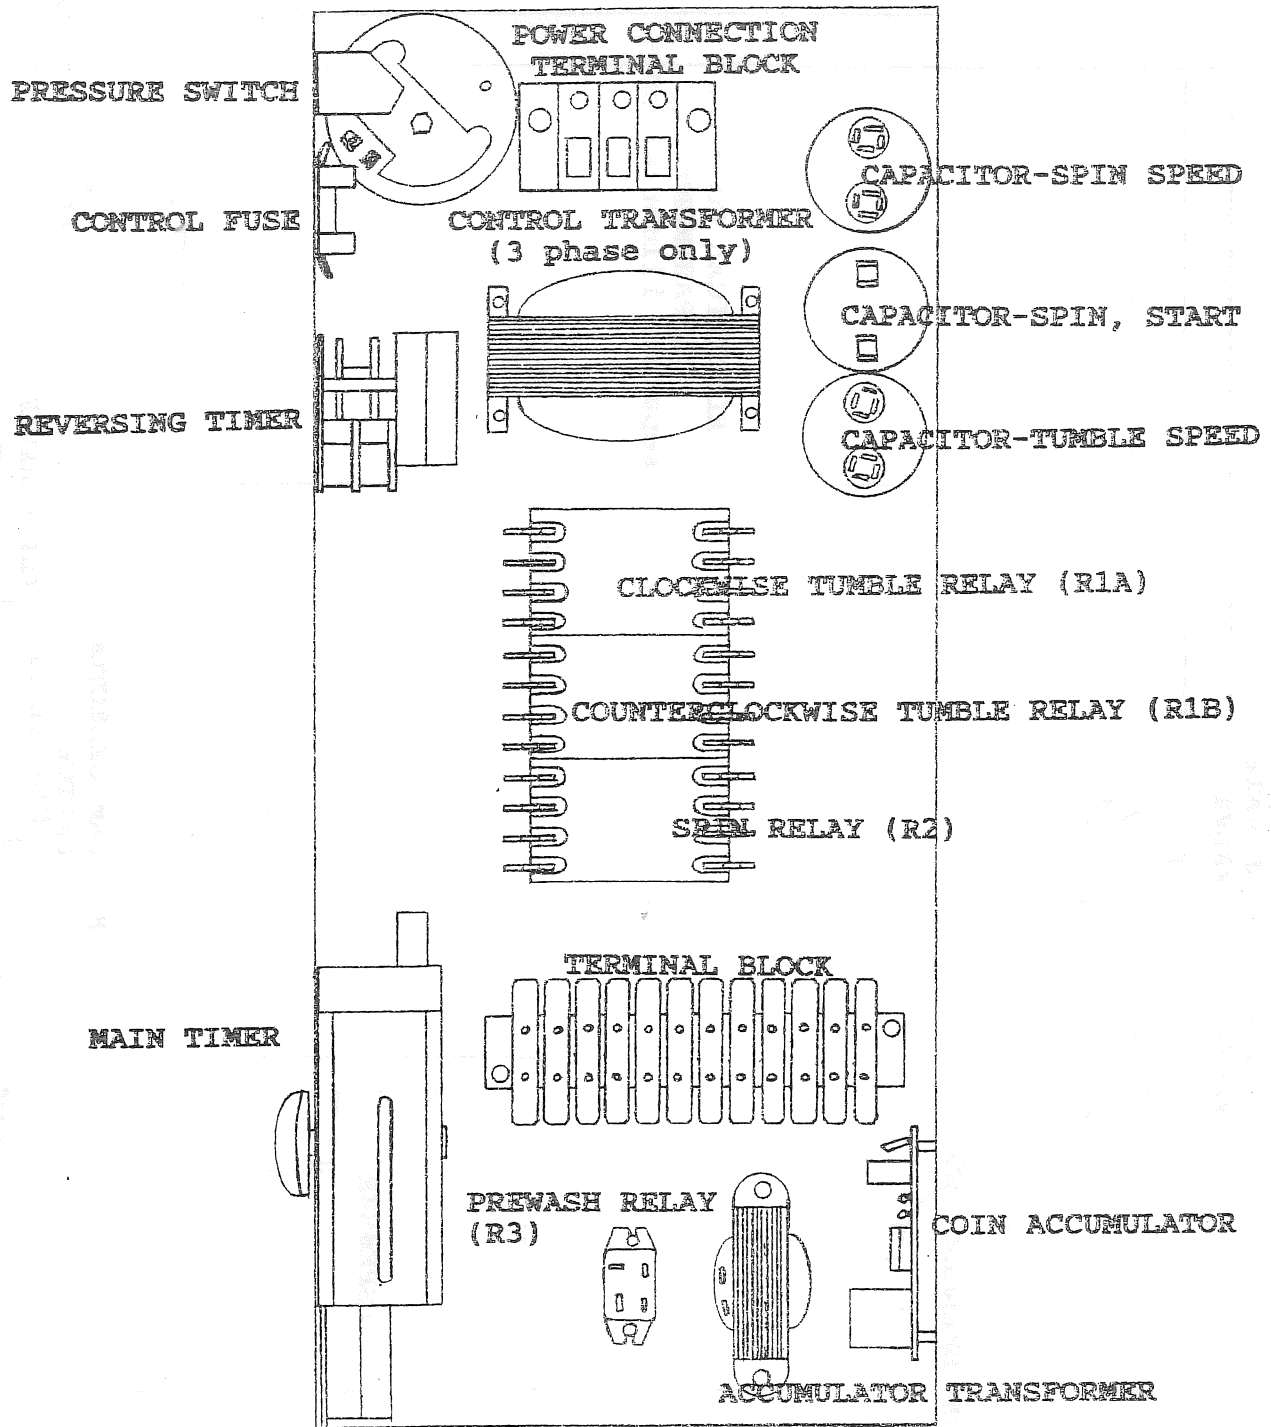 POWER CONNECTION
TERMINAL BLOCK
PRESSURE SWITCH
CAPACITOR-SPIN SPEED
CONTROL FUSE
CONTROL TRANSFORMER
(3 phase only)
CAPACITOR-SPIN, START
REVERSING TIMER
CAPACITOR-TUMBLE SPEED
CLOCKWISE TUMBLE RELAY (R1A)
COUNTERCLOCKWISE TUMBLE RELAY (R1B)
SPIN RELAY (R2)
TERMINAL BLOCK
MAIN TIMER
PREWASH RELAY
(R3)
COIN ACCUMULATOR
ACCUMULATOR TRANSFORMER